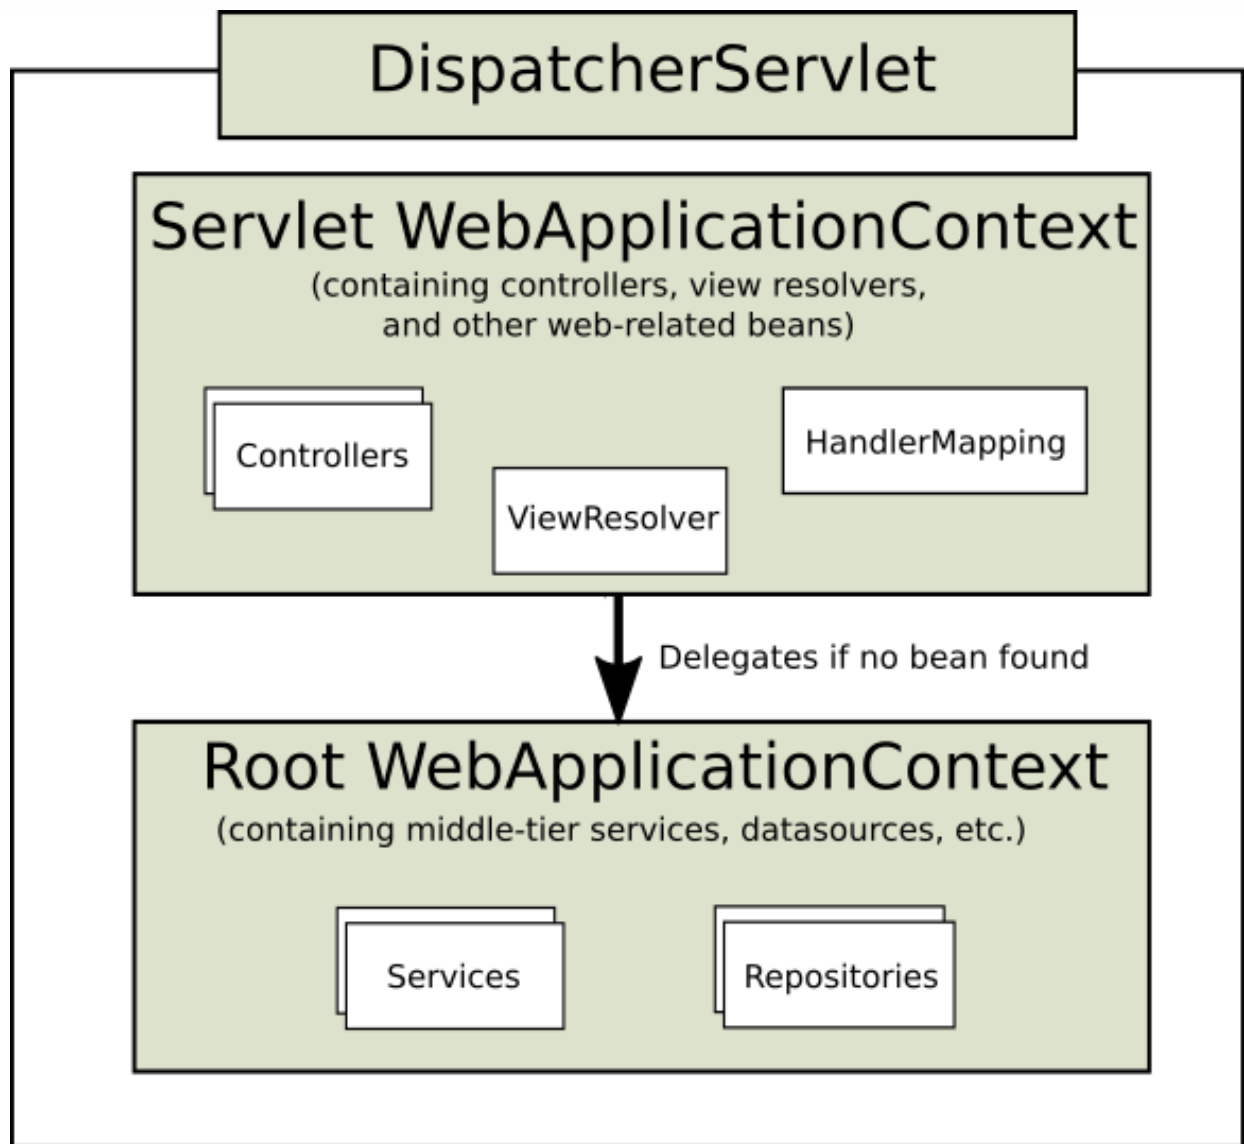 DispatcherServlet
Servlet WebApplicationContext
(containing controllers, view resolvers,
and other web-related beans)
Controllers
HandlerMapping
ViewResolver
Delegates if no bean found
Root WebApplicationContext
(containing middle-tier services, datasources, etc.)
Services
Repositories